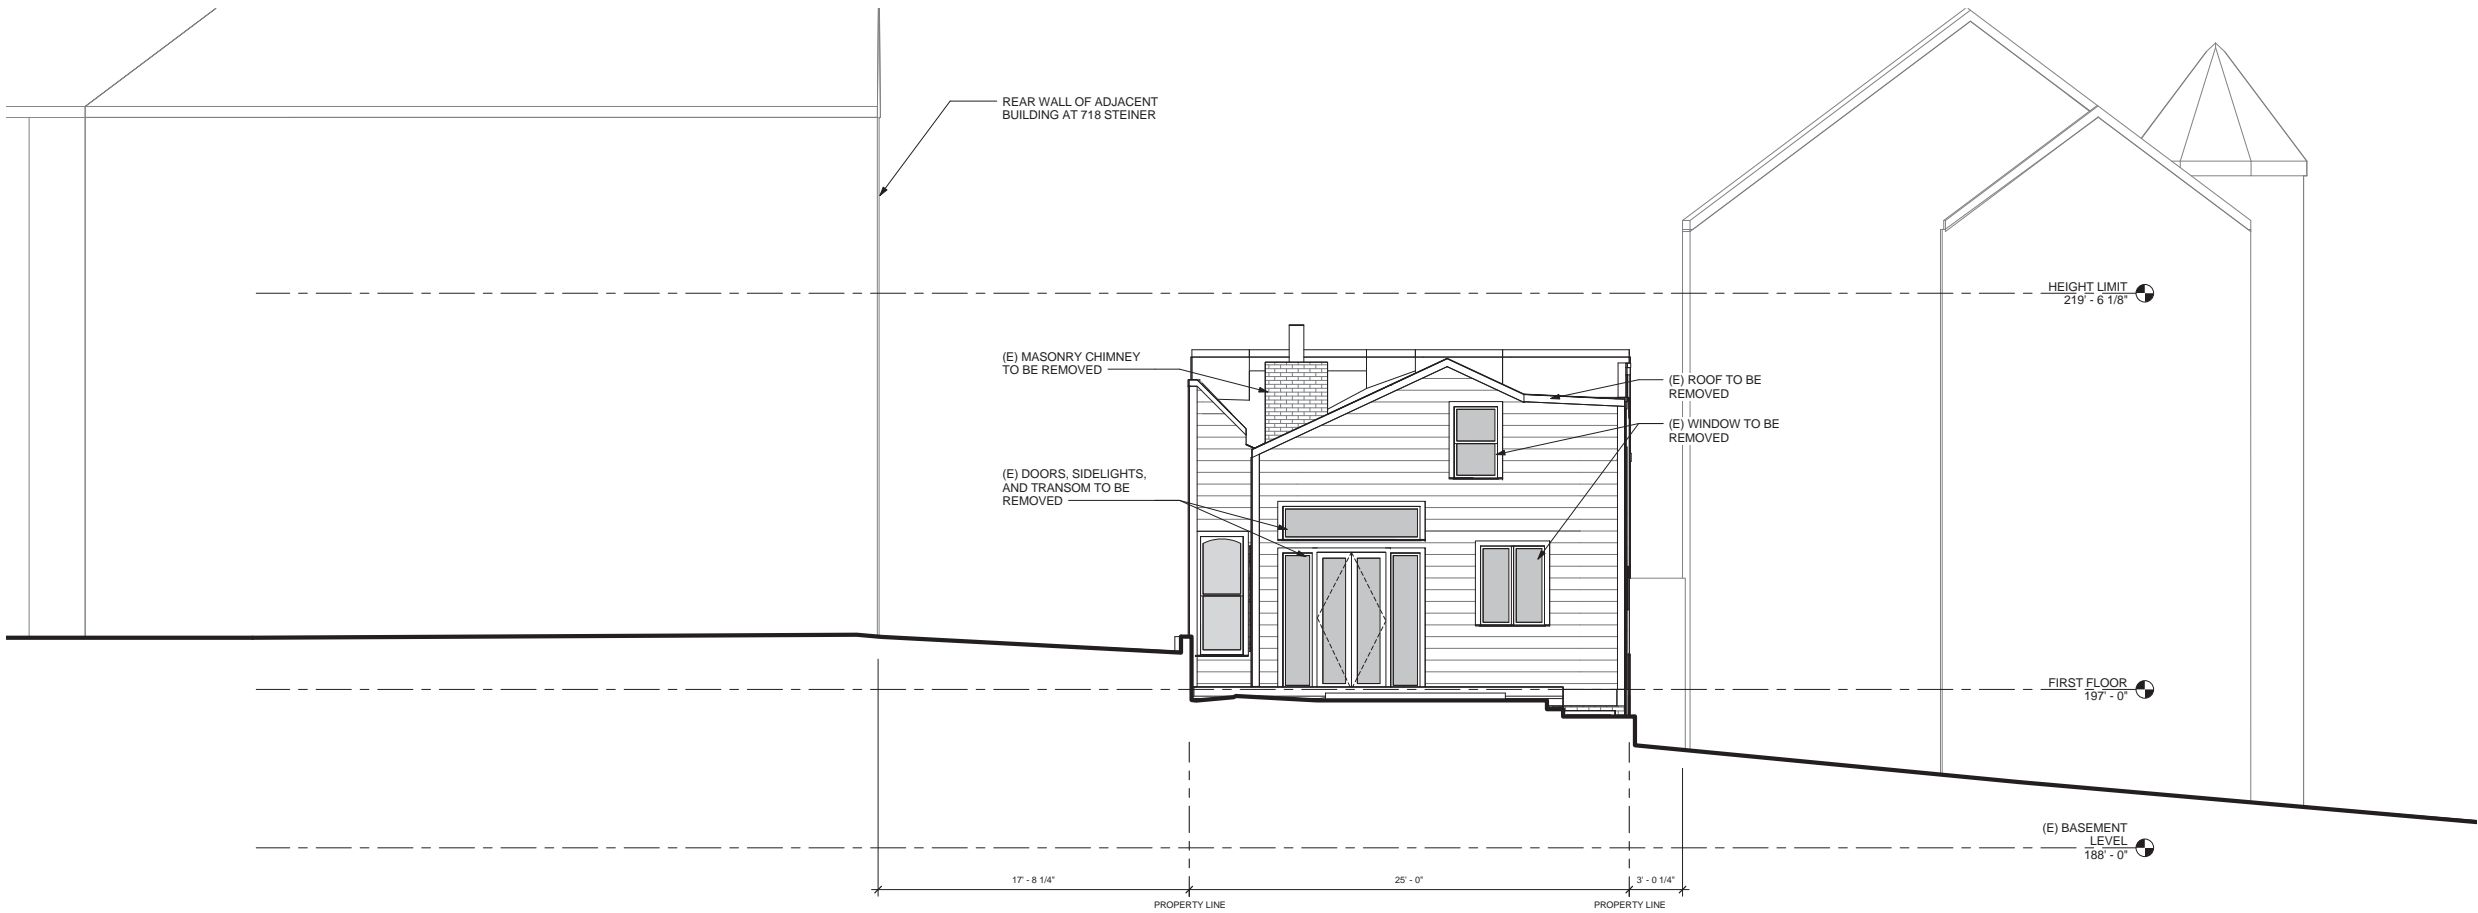 REAR WALL OF ADJACENT
BUILDING AT 718 STEINER
HEIGHT LIMIT
219' - 6 1/8"
(E) MASONRY CHIMNEY
TO BE REMOVED
(E) ROOF TO BE
REMOVED
(E) WINDOW TO BE
REMOVED
(E) DOORS, SIDELIGHTS,
AND TRANSOM TO BE
REMOVED
FIRST FLOOR
197' - 0"
(E) BASEMENT
LEVEL
188' - 0"
17' - 8 1/4"
25' - 0"
3' - 0 1/4"
PROPERTY LINE
PROPERTY LINE